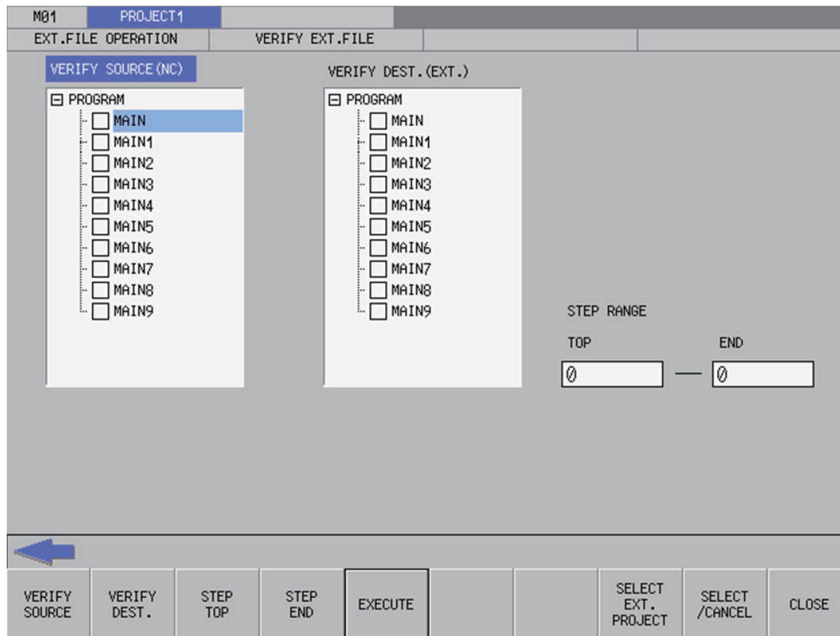 M01 PROJECT1
EXT.FILE OPERATION VERIFY EXT.FILE
VERIFY SOURCE(NC) VERIFY DEST.(EXT.)
PROGRAM PROGRAM
MAIN MAIN
MAIN1 MAIN1
MAIN2 MAIN2
MAIN3 MAIN3
MAIN4 MAIN4
MAIN5 MAIN5
MAIN6 MAIN6
MAIN7 MAIN7
MAIN8 MAIN8
MAIN9 MAIN9
STEP RANGE
TOP END
0 0
VERIFY SOURCE
VERIFY DEST.
STEP TOP
STEP END
EXECUTE
SELECT EXT. PROJECT
SELECT /CANCEL
CLOSE